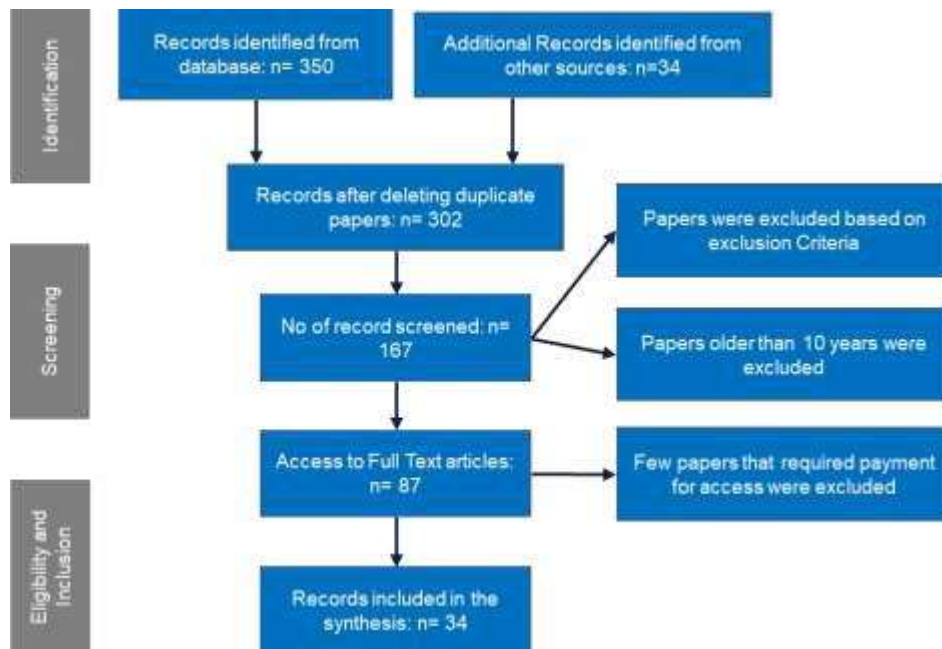 Identification
Records identified from
database: n= 350
Additional Records identified from
other sources: n=34
Records after deleting duplicate
papers: n= 302
Papers were excluded based on
exclusion Criteria
Screening
No of record screened: n=
167
Papers older than 10 years were
excluded
Access to Full Text articles:
n= 87
Few papers that required payment
for access were excluded
Eligibility and
Inclusion
Records included in the
synthesis: n= 34